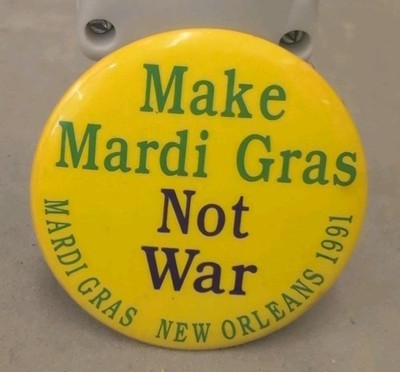 Make
Mardi Gras
Not
War
MARDI GRAS NEW ORLEANS 1991